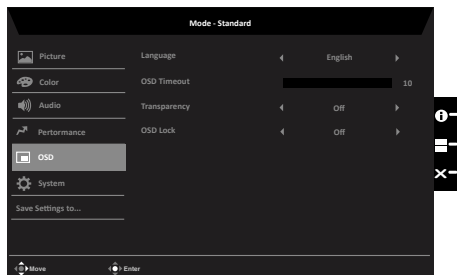 Mode - Standard
Picture
Language
English
Color
OSD Timeout
10
Audio
Transparency
Off
Pertormance
OSD Lock
Off
OSD
System
Save Settings to...
Move
Enter